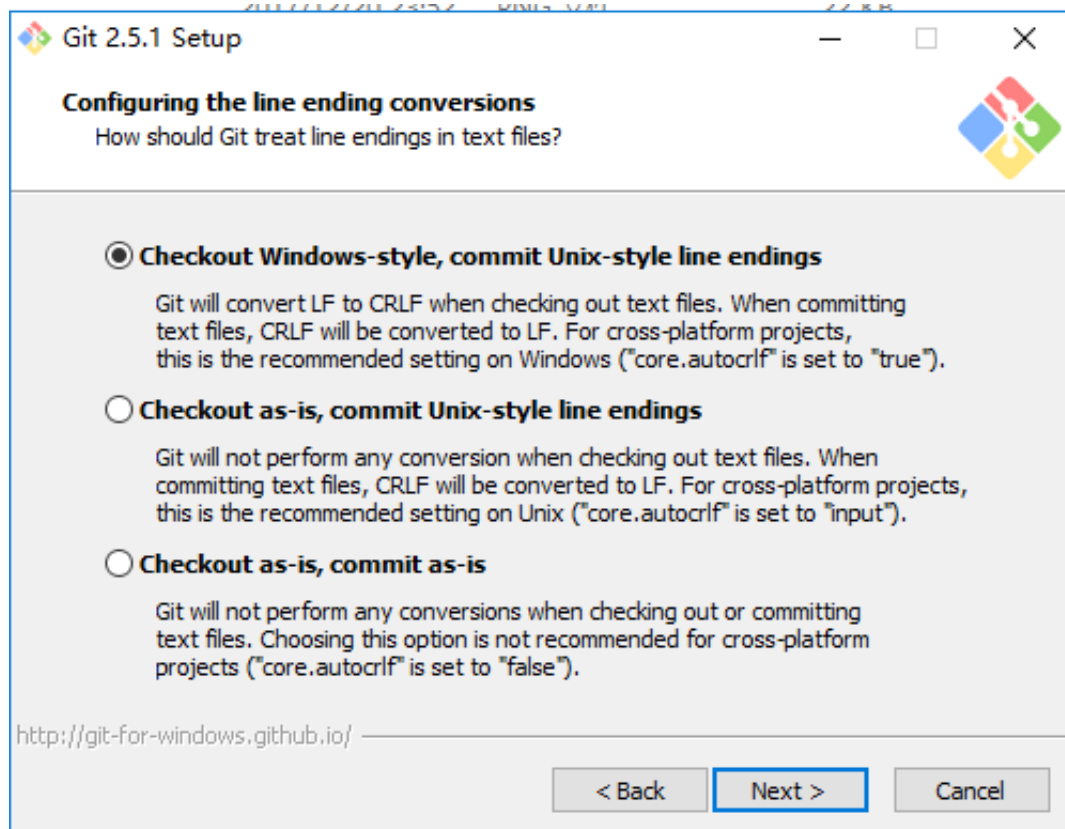 Git 2.5.1 Setup
Configuring the line ending conversions
How should Git treat line endings in text files?
Checkout Windows-style, commit Unix-style line endings
Git will convert LF to CRLF when checking out text files. When committing
text files, CRLF will be converted to LF. For cross-platform projects,
this is the recommended setting on Windows ("core.autocrlf" is set to "true").
Checkout as-is, commit Unix-style line endings
Git will not perform any conversion when checking out text files. When
committing text files, CRLF will be converted to LF. For cross-platform projects,
this is the recommended setting on Unix ("core.autocrlf" is set to "input").
Checkout as-is, commit as-is
Git will not perform any conversions when checking out or committing
text files. Choosing this option is not recommended for cross-platform
projects ("core.autocrlf" is set to "false").
http://git-for-windows.github.io/
< Back Next > Cancel